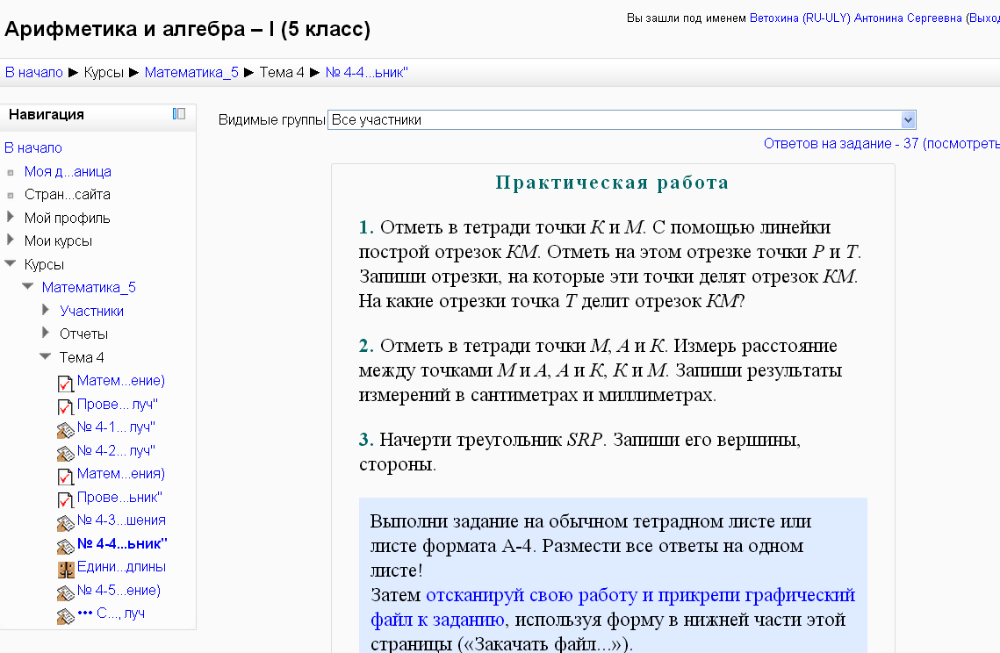 Вы зашли под именем Ветохина (RU-ULY) Антонина Сергеевна (Выход
Арифметика и алгебра – I (5 класс)
В начало ► Курсы ► Математика_5 ► Тема 4 ► № 4-4...ьник"
Навигация
В начало
Моя д...аница
Стран...сайта
Мой профиль
Мои курсы
Курсы
Математика_5
Участники
Отчеты
Тема 4
Матем...ение)
Прове... луч"
№ 4-1... луч"
№ 4-2... луч"
Матем...ения)
Прове...ьник"
№ 4-3...шения
№ 4-4...ьник"
Едини...длины
№ 4-5...ение)
••• С..., луч
Видимые группы Все участники
Ответов на задание - 37 (посмотреть
Практическая работа
1. Отметь в тетради точки К и М. С помощью линейки
построй отрезок КМ. Отметь на этом отрезке точки Р и Т.
Запиши отрезки, на которые эти точки делят отрезок КМ.
На какие отрезки точка Т делит отрезок КМ?
2. Отметь в тетради точки М, А и К. Измерь расстояние
между точками М и А, А и К, К и М. Запиши результаты
измерений в сантиметрах и миллиметрах.
3. Начерти треугольник SRP. Запиши его вершины,
стороны.
Выполни задание на обычном тетрадном листе или
листе формата А-4. Размести все ответы на одном
листе!
Затем отсканируй свою работу и прикрепи графический
файл к заданию, используя форму в нижней части этой
страницы («Закачать файл...»).